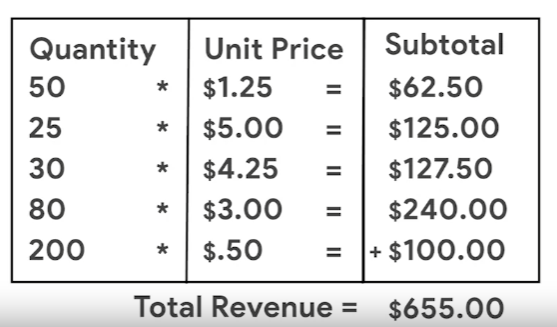 Quantity Unit Price Subtotal
50 * $1.25 = $62.50
25 * $5.00 = $125.00
30 * $4.25 = $127.50
80 * $3.00 = $240.00
200 * $.50 = + $100.00
Total Revenue = $655.00